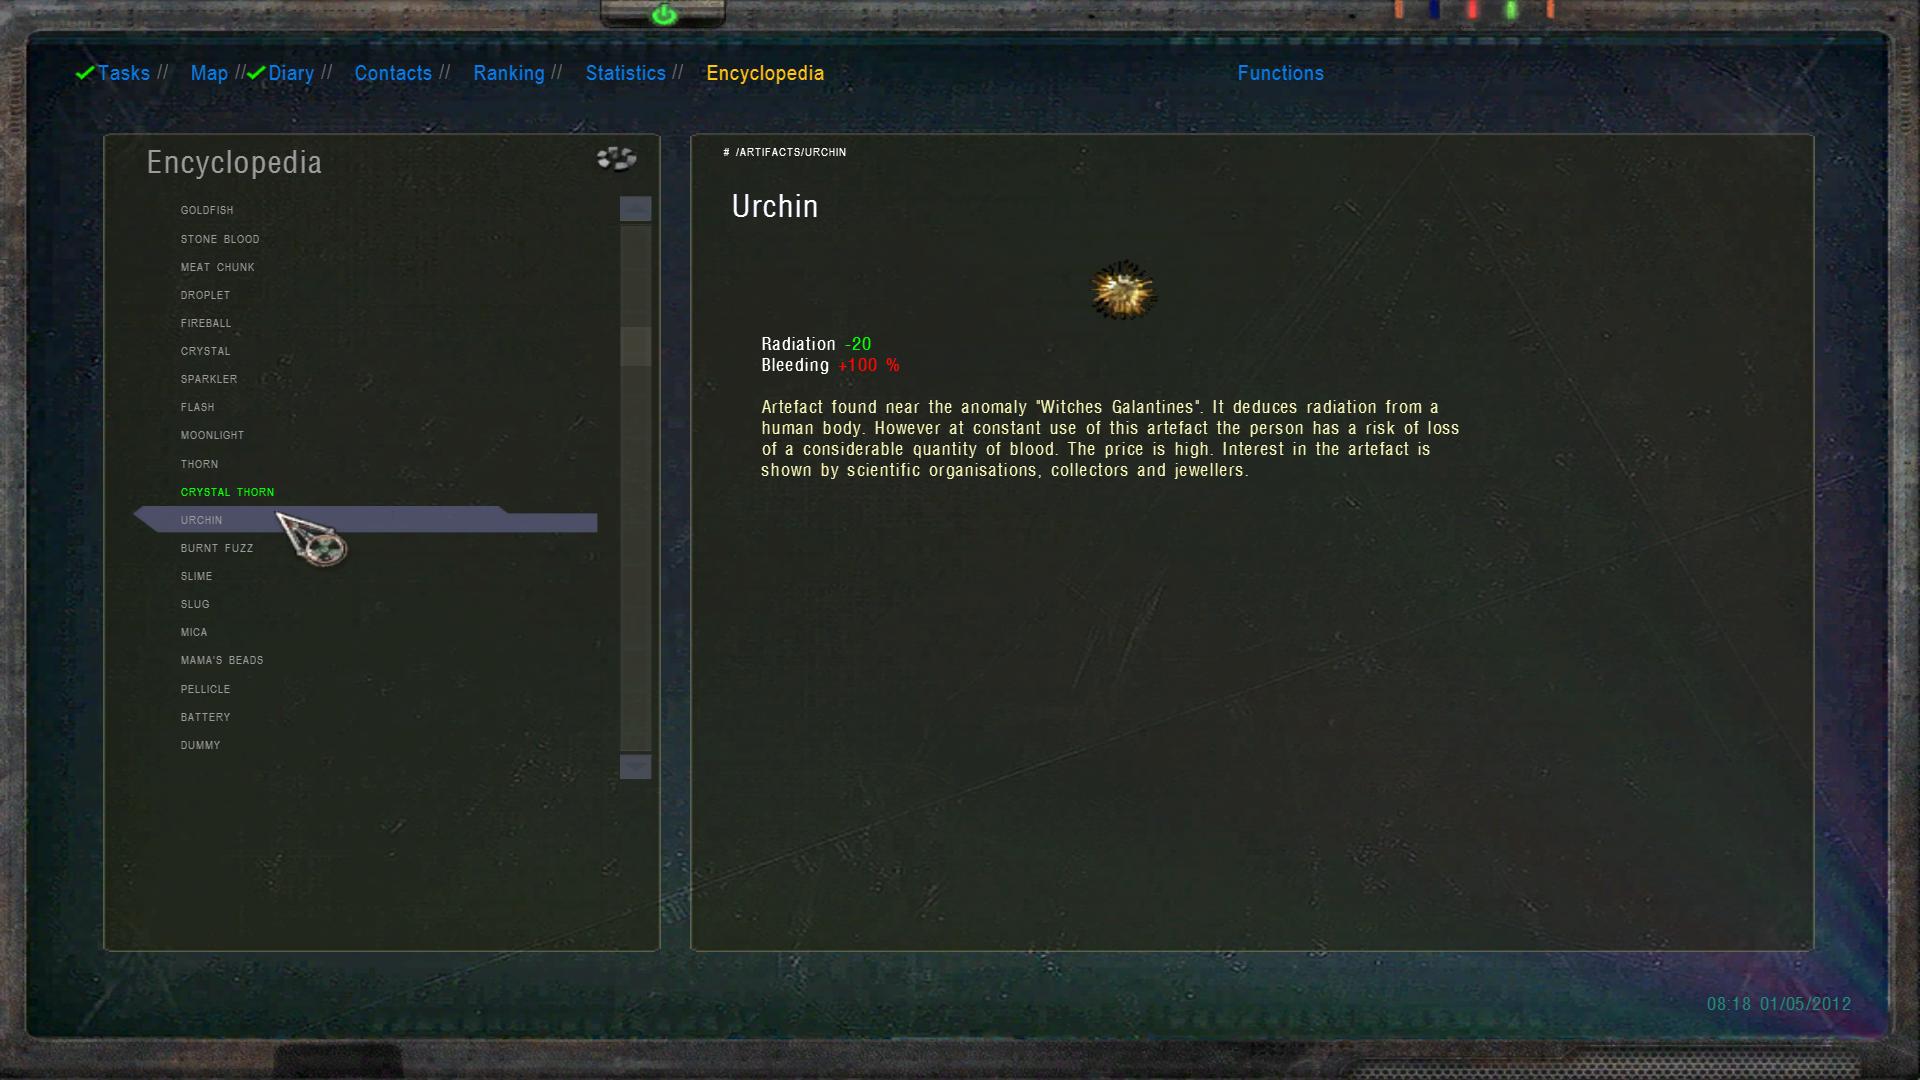 Tasks // Map // Diary // Contacts // Ranking // Statistics // Encyclopedia Functions
Encyclopedia
GOLDFISH
STONE BLOOD
MEAT CHUNK
DROPLET
FIREBALL
CRYSTAL
SPARKLER
FLASH
MOONLIGHT
THORN
CRYSTAL THORN
URCHIN
BURNT FUZZ
SLIME
SLUG
MICA
MAMA'S BEADS
PELLICLE
BATTERY
DUMMY
# /ARTIFACTS/URCHIN
Urchin
Radiation -20
Bleeding +100 %
Artefact found near the anomaly "Witches Galantines". It deduces radiation from a
human body. However at constant use of this artefact the person has a risk of loss
of a considerable quantity of blood. The price is high. Interest in the artefact is
shown by scientific organisations, collectors and jewellers.
08:18 01/05/2012